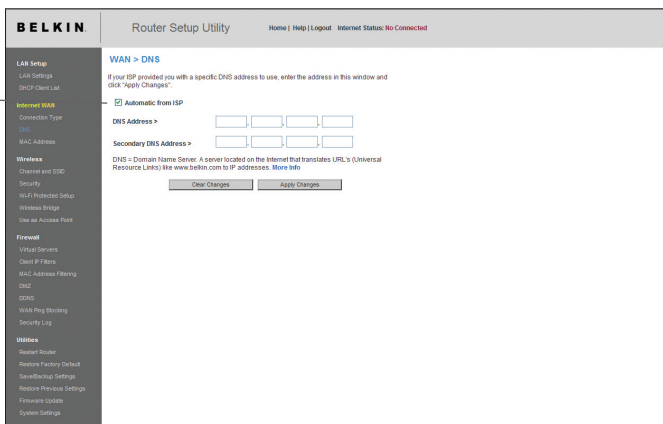 BELKIN.
Router Setup Utility
Home | Help | Logout Internet Status: No Connected
LAN Setup
LAN Settings
DHCP Client List
Internet WAN
Connection Type
DNS
MAC Address
Wireless
Channel and SSID
Security
Wi-Fi Protected Setup
Wireless Bridge
Use as Access Point
Firewall
Virtual Servers
Client IP Filters
MAC Address Filtering
DMZ
DDNS
WAN Ping Blocking
Security Log
Utilities
Restart Router
Restore Factory Default
Save/Backup Settings
Restore Previous Settings
Firmware Update
System Settings
WAN > DNS
If your ISP provided you with a specific DNS address to use, enter the address in this window and
click "Apply Changes".
Automatic from ISP
DNS Address >
. . .
Secondary DNS Address >
. . .
DNS = Domain Name Server. A server located on the Internet that translates URL's (Universal
Resource Links) like www.belkin.com to IP addresses. More Info
Clear Changes
Apply Changes